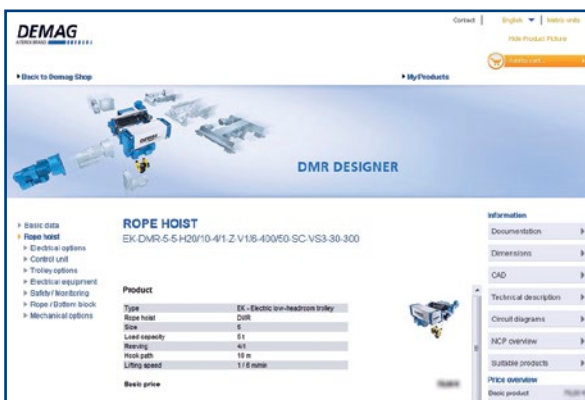 Contact English Metric units
DEMAG
Hide Product Picture
Add to cart...
Back to Demag Shop
My Products
DMR DESIGNER
Basic data
Rope hoist
Electrical options
Control unit
Trolley options
Electrical equipment
Safety / Monitoring
Rope / Bottom block
Mechanical options
ROPE HOIST
EK-DMR-5-5-H20/10-4/1-Z-V1/6-400/50-SC-VS3-30-300
Product
Type EK - Electric low-headroom trolley
Rope hoist DMR
Size 5
Load capacity 5 t
Reeving 4/1
Hook path 10 m
Lifting speed 1 / 6 m/min
Basic price
Information
Documentation
Dimensions
CAD
Technical description
Circuit diagrams
NCP overview
Suitable products
Price overview
Basic product